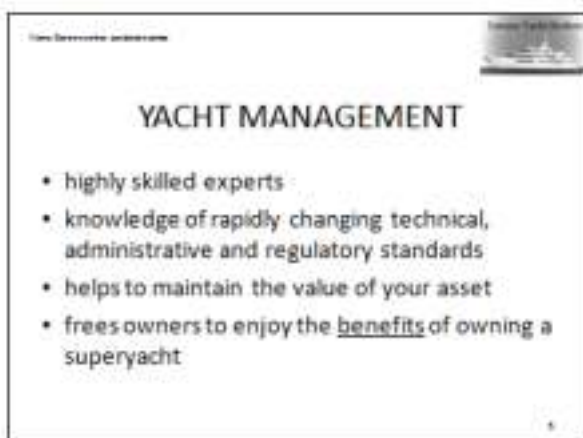 YACHT MANAGEMENT
• highly skilled experts
• knowledge of rapidly changing technical,
administrative and regulatory standards
• helps to maintain the value of your asset
• frees owners to enjoy the benefits of owning a
superyacht